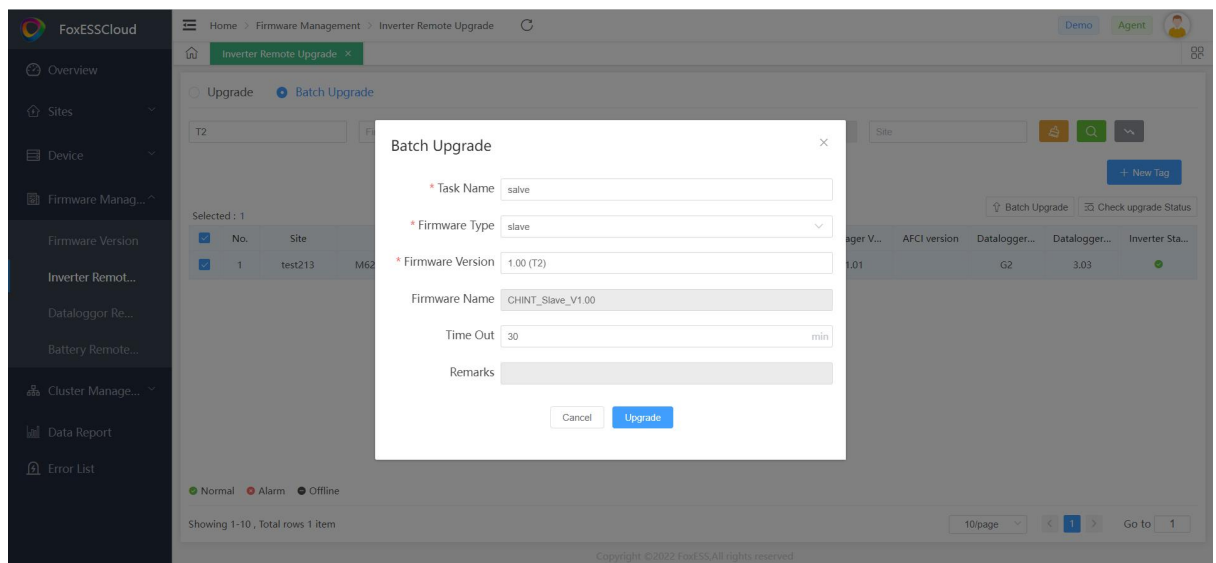 FoxESSCloud
Home > Firmware Management > Inverter Remote Upgrade
Demo
Agent
Inverter Remote Upgrade ×
Overview
Sites
Device
Firmware Manag...
Firmware Version
Inverter Remot...
Dataloggor Re...
Battery Remote...
Cluster Manage...
Data Report
Error List
Upgrade
Batch Upgrade
T2
Site
+ New Tag
Selected : 1
Batch Upgrade
Check upgrade Status
No.
Site
ager V...
AFCI version
Datalogger...
Datalogger...
Inverter Sta...
1
test213
M62
1.01
G2
3.03
Batch Upgrade
* Task Name
salve
* Firmware Type
slave
* Firmware Version
1.00 (T2)
Firmware Name
CHINT_Slave_V1.00
Time Out
30
min
Remarks
Cancel
Upgrade
Normal
Alarm
Offline
Showing 1-10 , Total rows 1 item
10/page
< 1 >
Go to
1
Copyright ©2022 FoxESS.All rights reserved